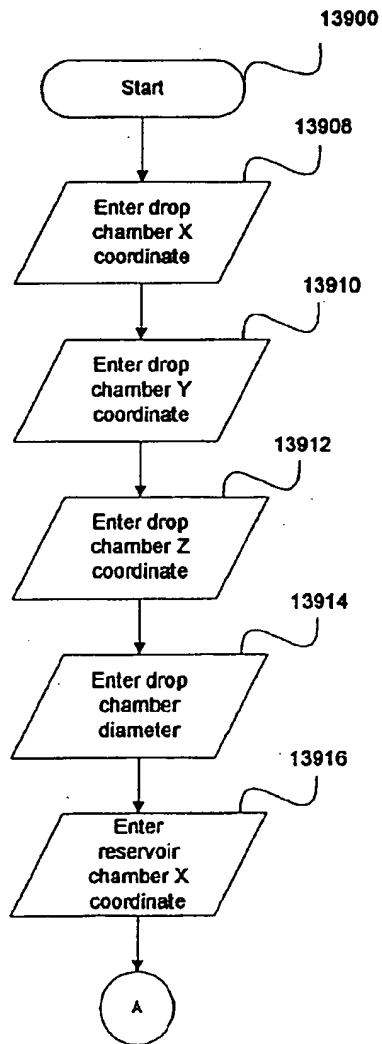 13900
Start
13908
Enter drop
chamber X
coordinate
13910
Enter drop
chamber Y
coordinate
13912
Enter drop
chamber Z
coordinate
13914
Enter drop
chamber
diameter
13916
Enter
reservoir
chamber X
coordinate
A